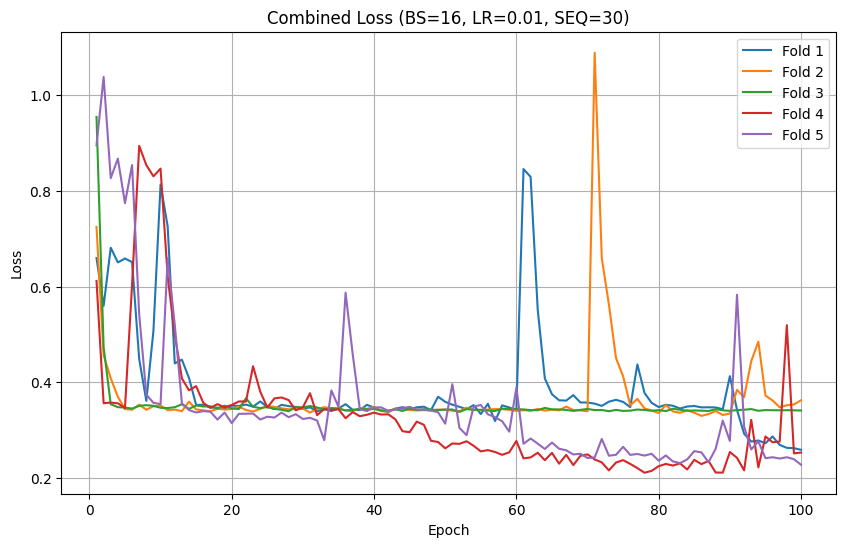 Combined Loss (BS=16, LR=0.01, SEQ=30)
Fold 1
Fold 2
Fold 3
Fold 4
Fold 5
Loss
1.0
0.8
0.6
0.4
0.2
0 20 40 60 80 100
Epoch